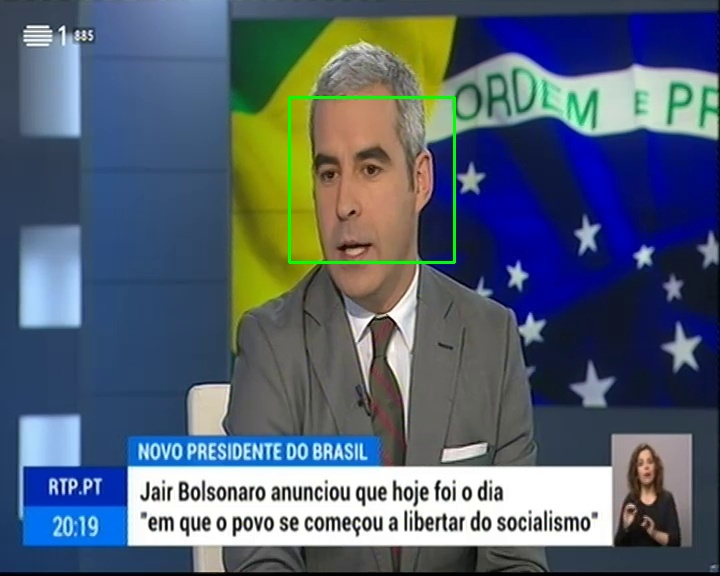 1 885
ORDEM E PR
NOVO PRESIDENTE DO BRASIL
RTP.PT
Jair Bolsonaro anunciou que hoje foi o dia
20:19
"em que o povo se começou a libertar do socialismo"